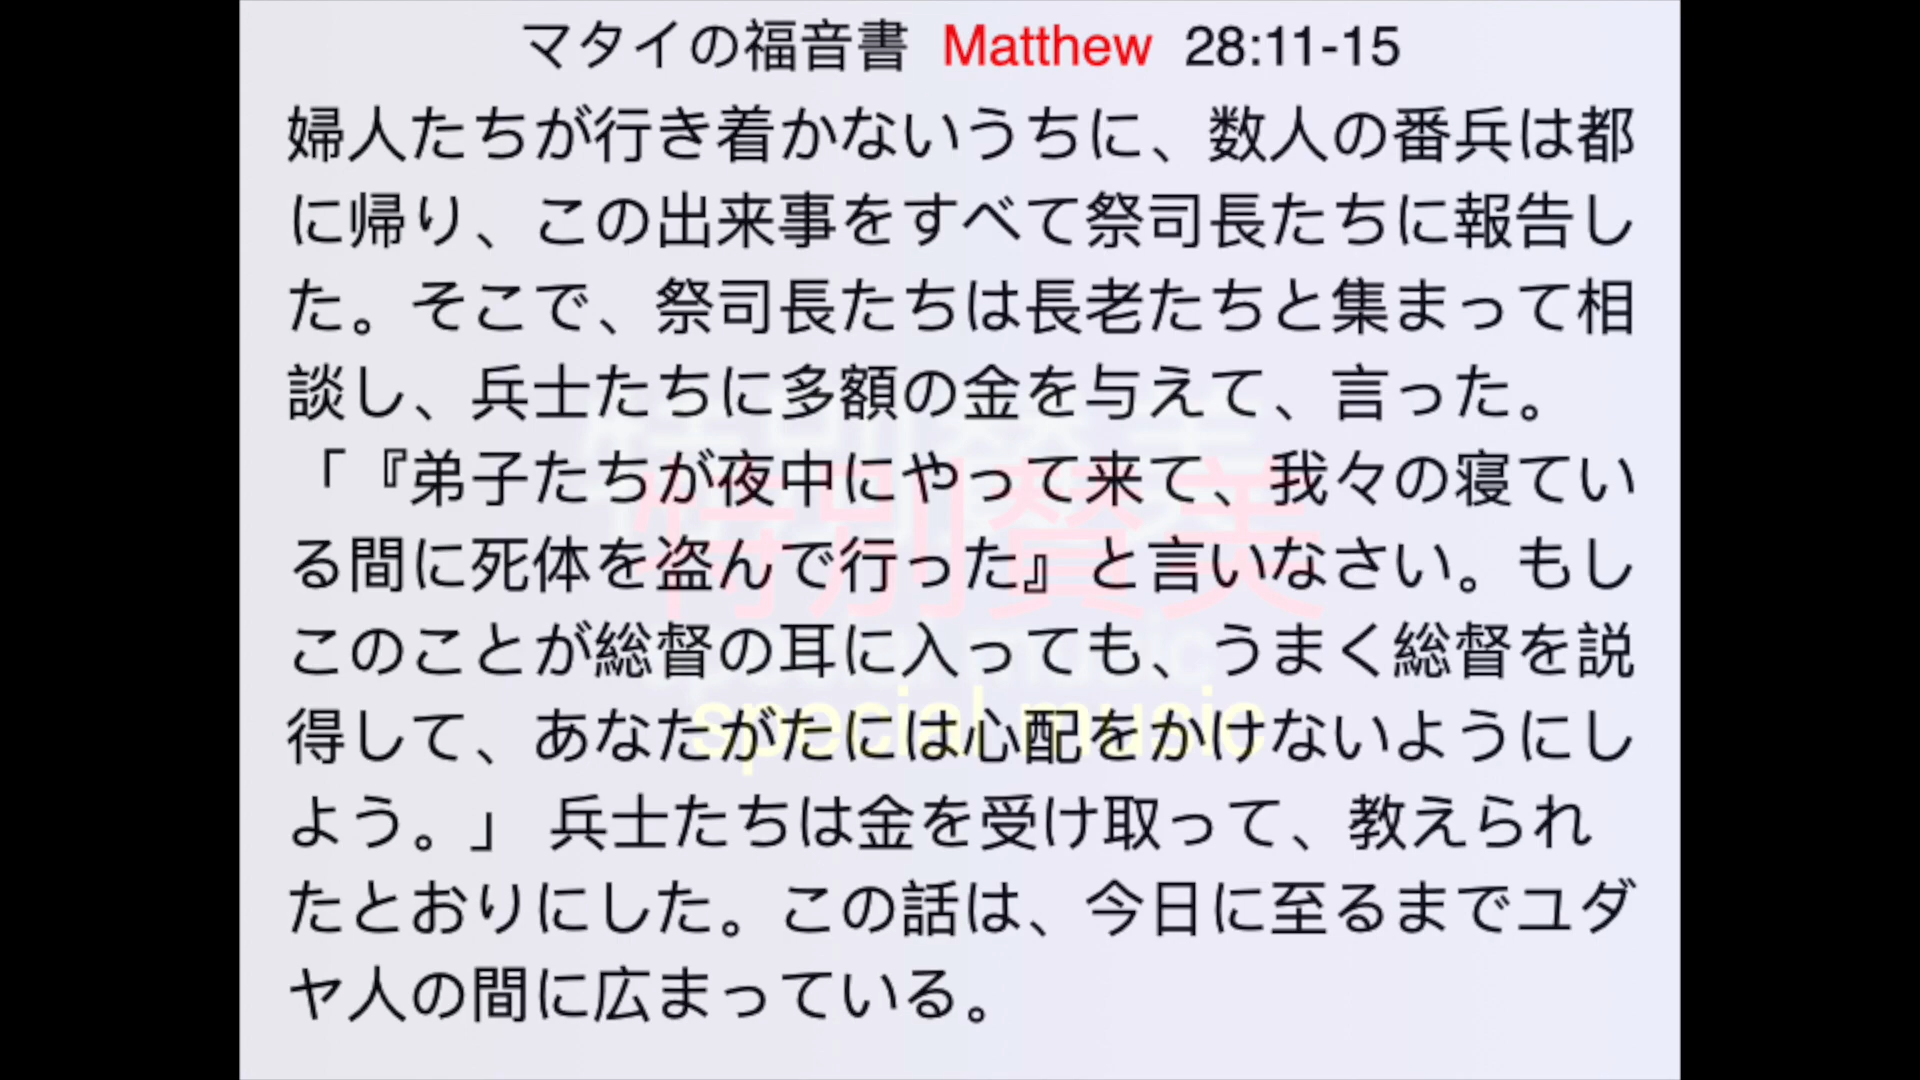 マタイの福音書 Matthew 28:11-15
婦人たちが行き着かないうちに、数人の番兵は都
に帰り、この出来事をすべて祭司長たちに報告し
た。そこで、祭司長たちは長老たちと集まって相
談し、兵士たちに多額の金を与えて、言った。
「『弟子たちが夜中にやって来て、我々の寝てい
る間に死体を盗んで行った』と言いなさい。もし
このことが総督の耳に入っても、うまく総督を説
得して、あなたがたには心配をかけないようにし
よう。」 兵士たちは金を受け取って、教えられ
たとおりにした。この話は、今日に至るまでユダ
ヤ人の間に広まっている。
特別賛美
special music